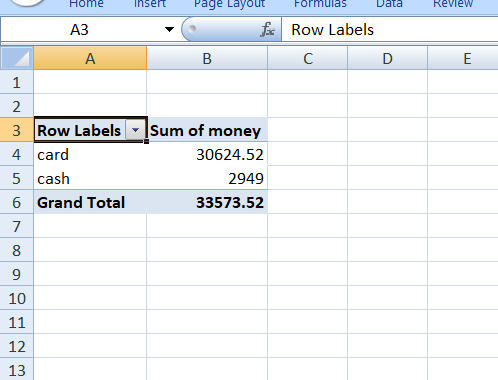 Home Insert Page Layout Formulas Data Review
A3 fx Row Labels
A B C D E
1
2
3 Row Labels Sum of money
4 card 30624.52
5 cash 2949
6 Grand Total 33573.52
7
8
9
10
11
12
13